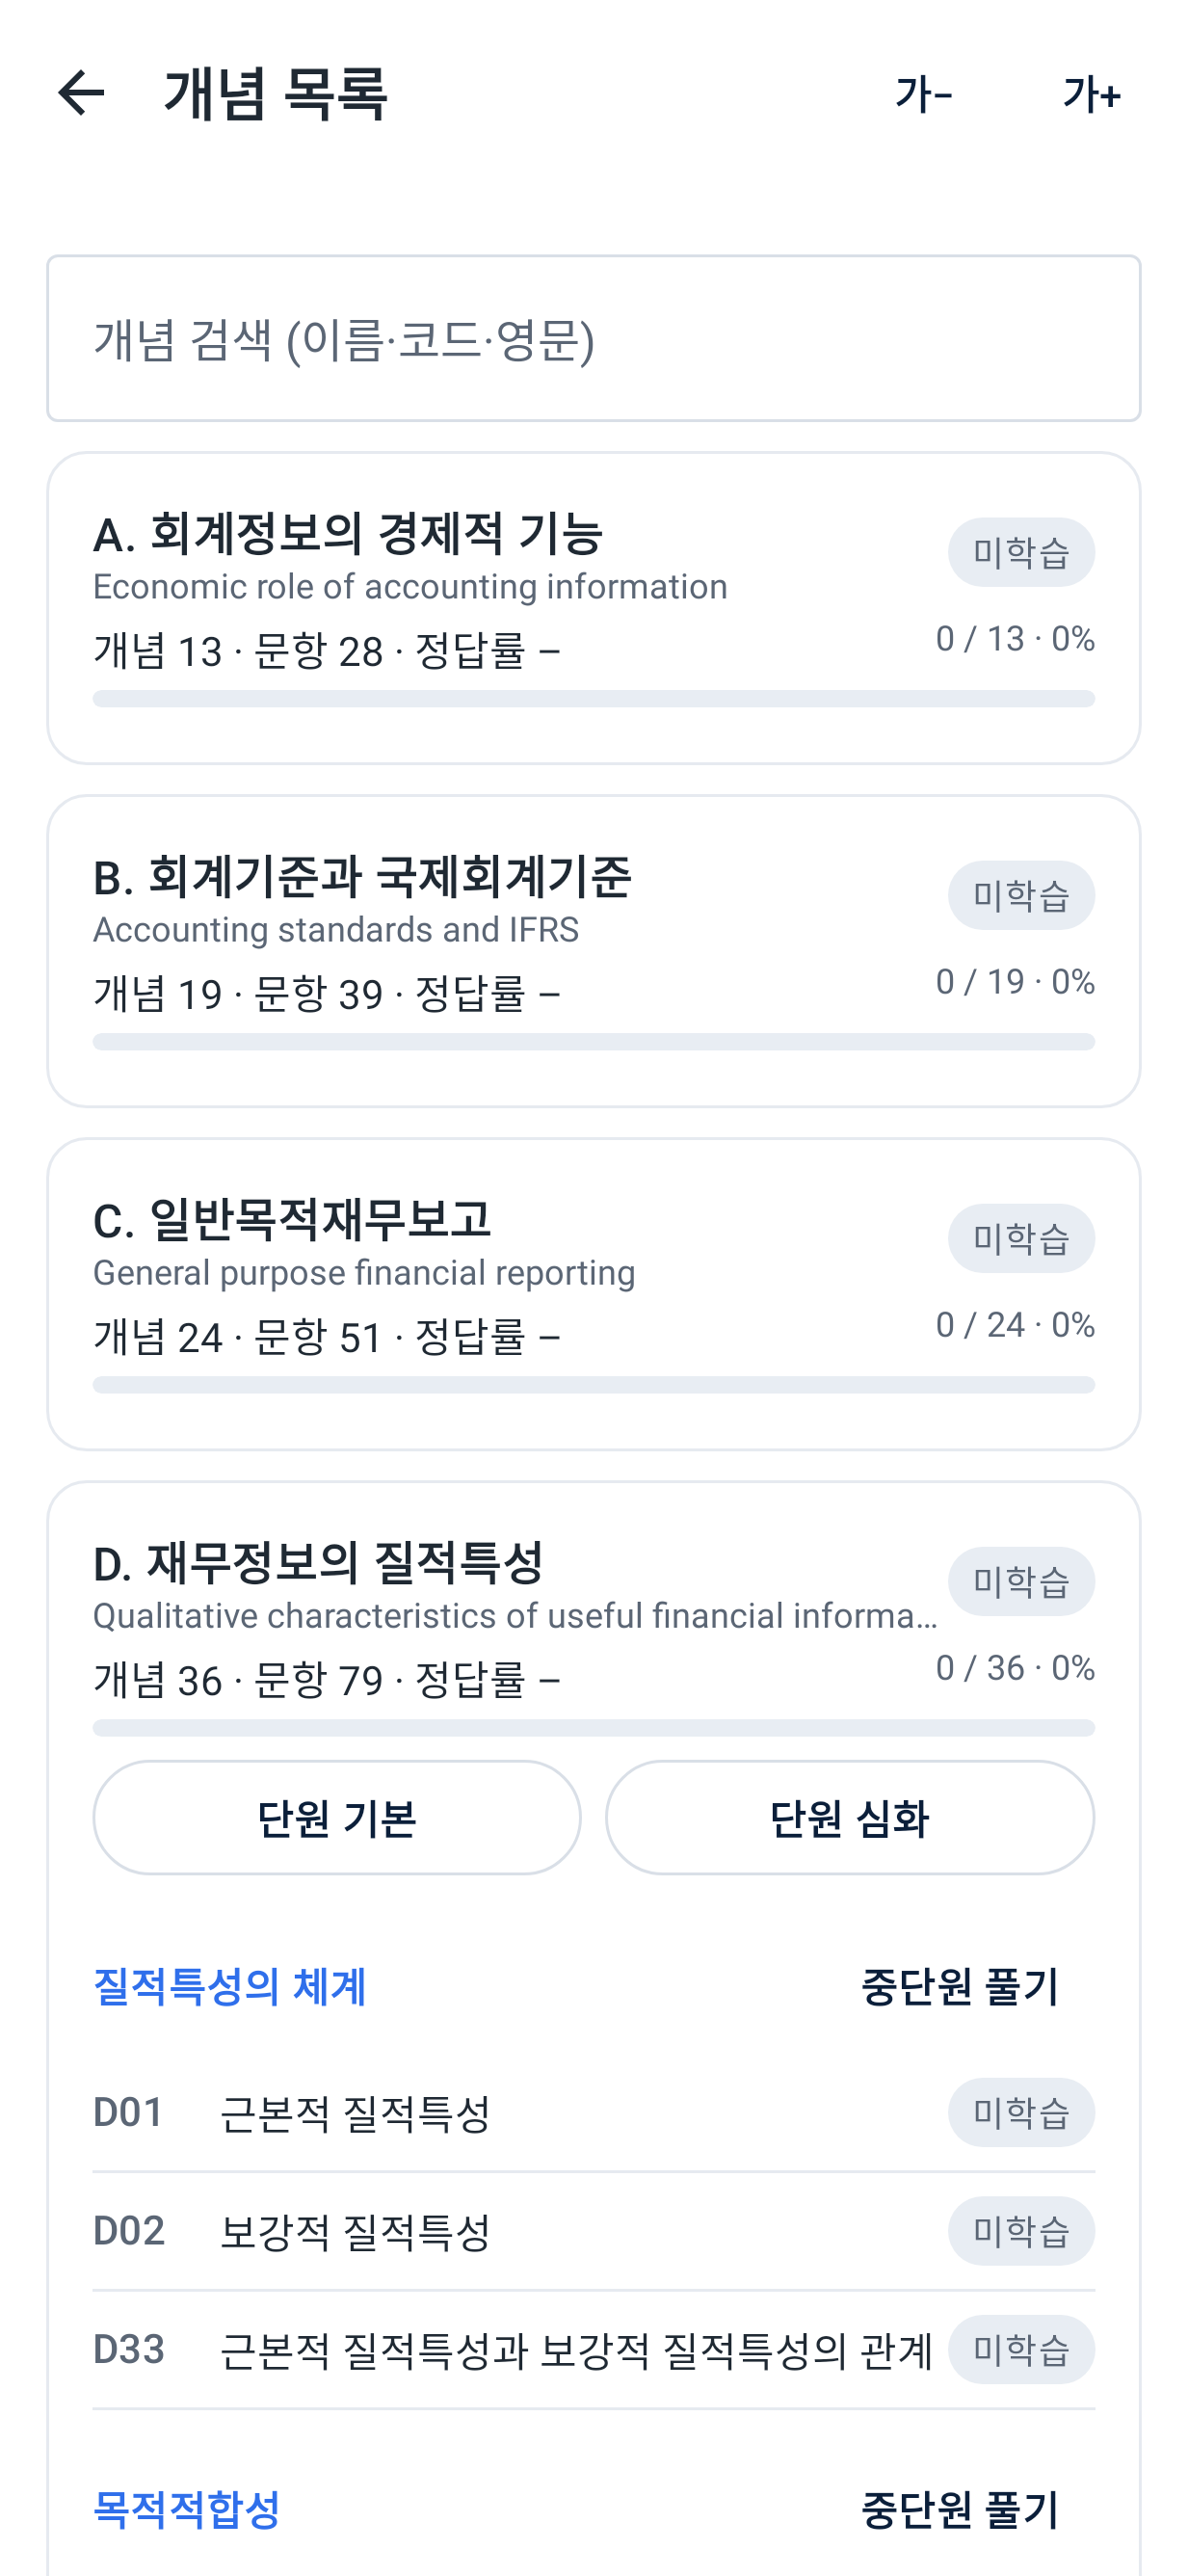 개념 목록
가-
가+
개념 검색 (이름·코드·영문)
A. 회계정보의 경제적 기능
미학습
Economic role of accounting information
개념 13 · 문항 28 · 정답률 –
0 / 13 · 0%
B. 회계기준과 국제회계기준
미학습
Accounting standards and IFRS
개념 19 · 문항 39 · 정답률 –
0 / 19 · 0%
C. 일반목적재무보고
미학습
General purpose financial reporting
개념 24 · 문항 51 · 정답률 –
0 / 24 · 0%
D. 재무정보의 질적특성
미학습
Qualitative characteristics of useful financial informa…
개념 36 · 문항 79 · 정답률 –
0 / 36 · 0%
단원 기본
단원 심화
질적특성의 체계
중단원 풀기
D01 근본적 질적특성 미학습
D02 보강적 질적특성 미학습
D33 근본적 질적특성과 보강적 질적특성의 관계 미학습
목적적합성
중단원 풀기